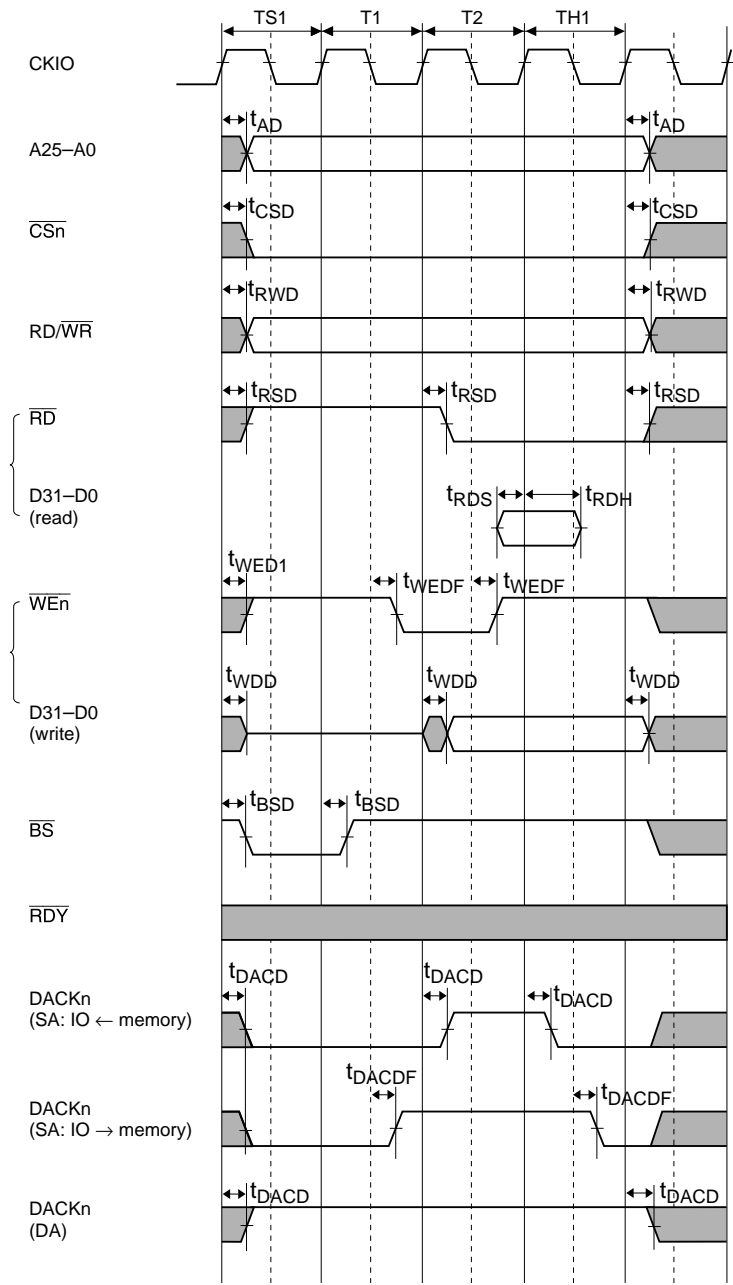 TS1 T1 T2 TH1
CKIO
tAD tAD
A25–A0
tCSD tCSD
CSn
tRWD tRWD
RD/WR
tRSD tRSD tRSD
RD
D31–D0
(read)
tRDS tRDH
tWED1
tWEDF tWEDF
WEn
tWDD tWDD tWDD
D31–D0
(write)
tBSD tBSD
BS
RDY
tDACD tDACD tDACD
DACKn
(SA: IO ← memory)
tDACDF tDACDF
DACKn
(SA: IO → memory)
tDACD tDACD
DACKn
(DA)